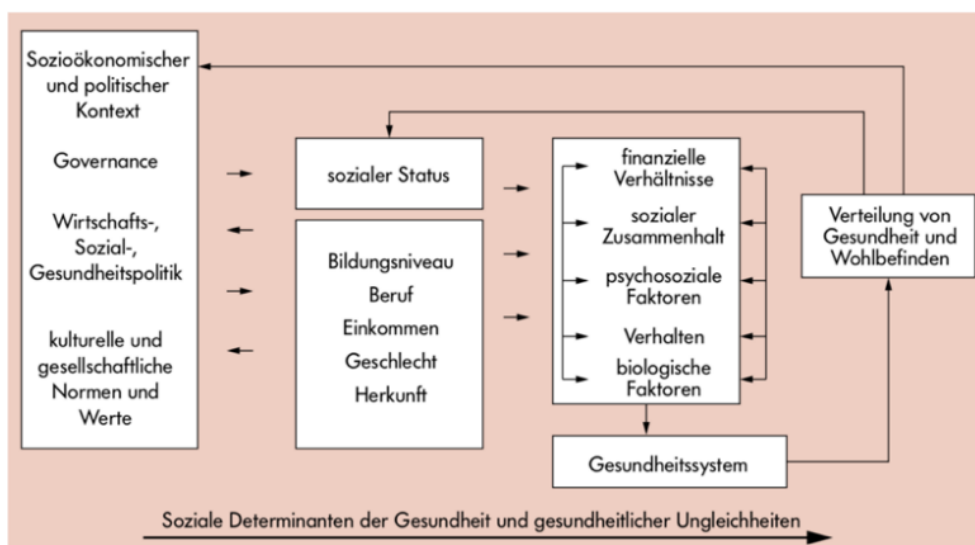 Sozioökonomischer
und politischer
Kontext
Governance
Wirtschafts-,
Sozial-,
Gesundheitspolitik
kulturelle und
gesellschaftliche
Normen und
Werte
sozialer Status
Bildungsniveau
Beruf
Einkommen
Geschlecht
Herkunft
finanzielle
Verhältnisse
sozialer
Zusammenhalt
psychosoziale
Faktoren
Verhalten
biologische
Faktoren
Gesundheitssystem
Verteilung von
Gesundheit und
Wohlbefinden
Soziale Determinanten der Gesundheit und gesundheitlicher Ungleichheiten